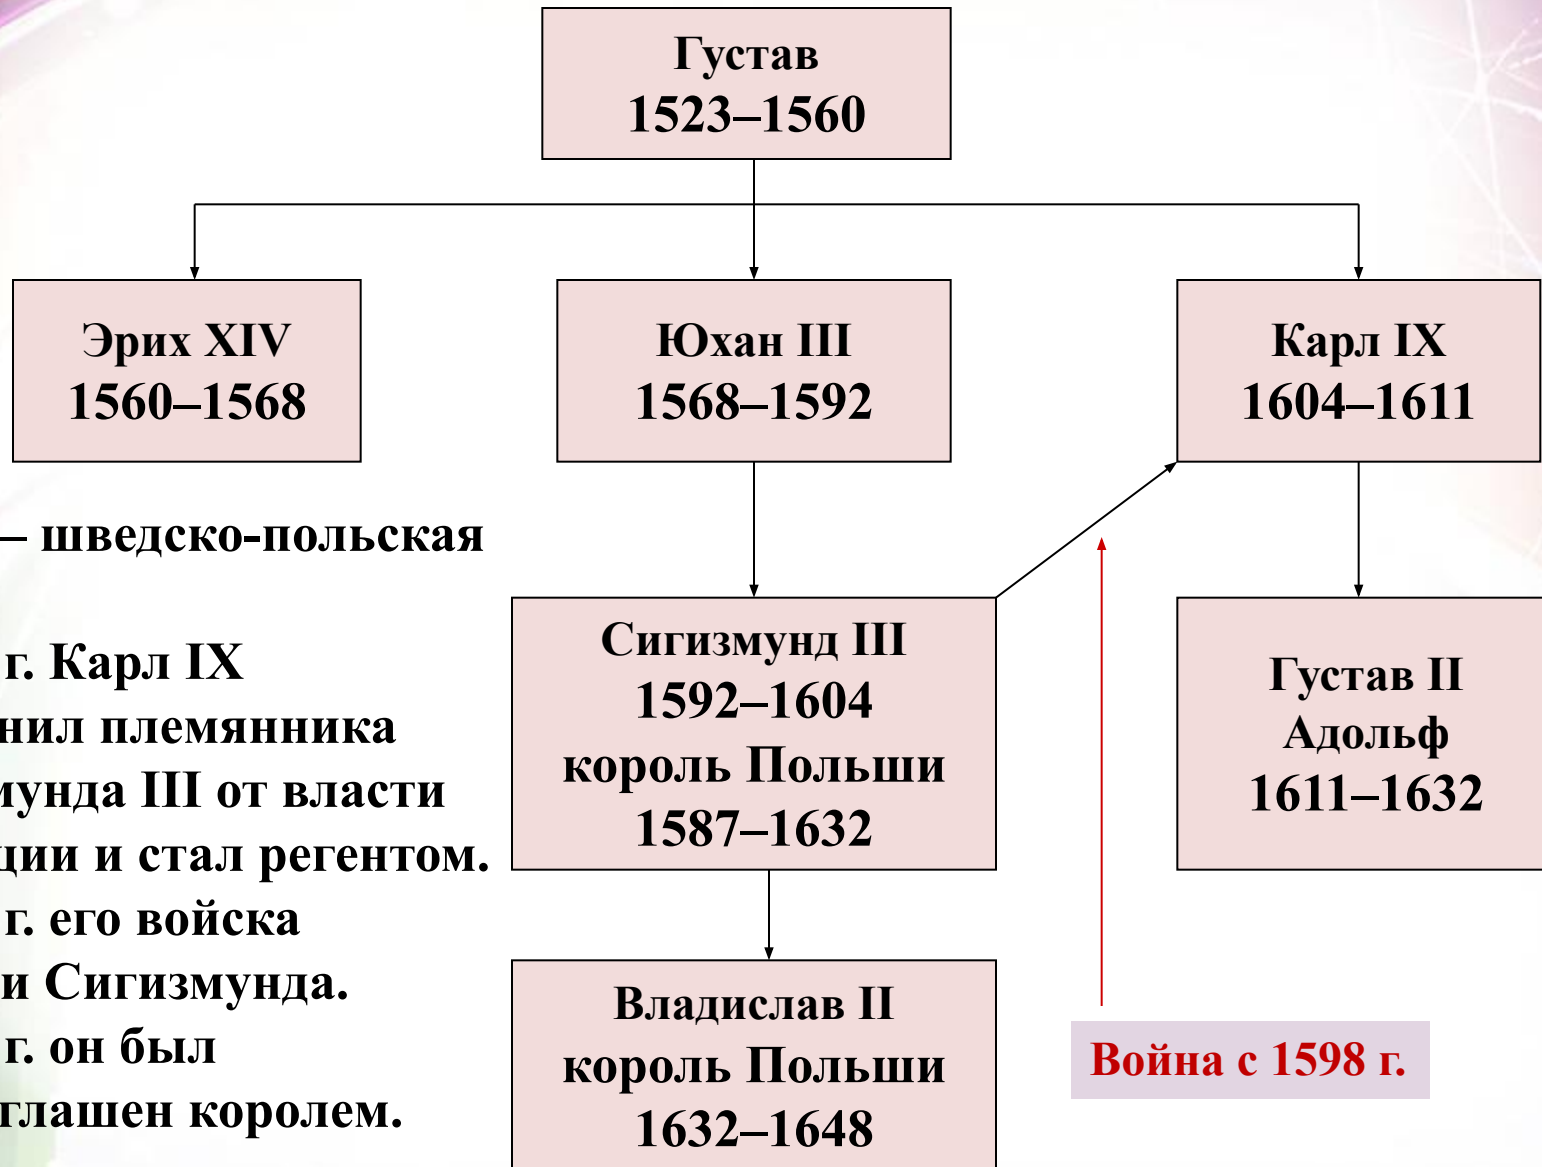 Густав
1523–1560
Эрих XIV
1560–1568
Юхан III
1568–1592
Карл IX
1604–1611
– шведско-польская
г. Карл IX
нил племянника
мунда III от власти
ции и стал регентом.
г. его войска
и Сигизмунда.
г. он был
глашен королем.
Сигизмунд III
1592–1604
король Польши
1587–1632
Густав II
Адольф
1611–1632
Владислав II
король Польши
1632–1648
Война с 1598 г.